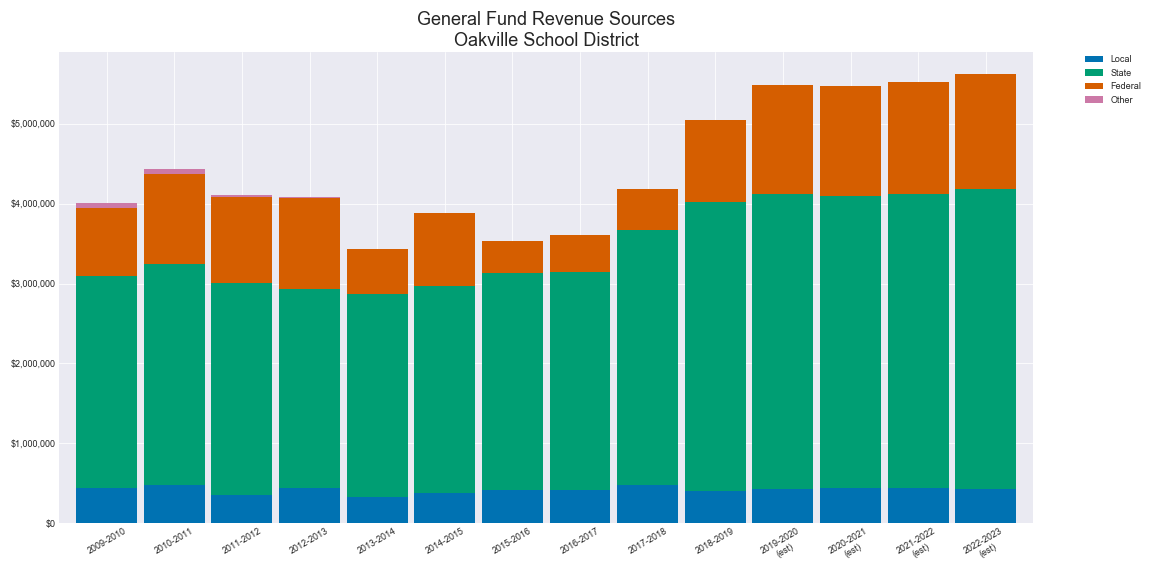 General Fund Revenue Sources
Oakville School District
Local
State
Federal
Other
$5,000,000
$4,000,000
$3,000,000
$2,000,000
$1,000,000
$0
2009-2010
2010-2011
2011-2012
2012-2013
2013-2014
2014-2015
2015-2016
2016-2017
2017-2018
2018-2019
2019-2020
(est)
2020-2021
(est)
2021-2022
(est)
2022-2023
(est)